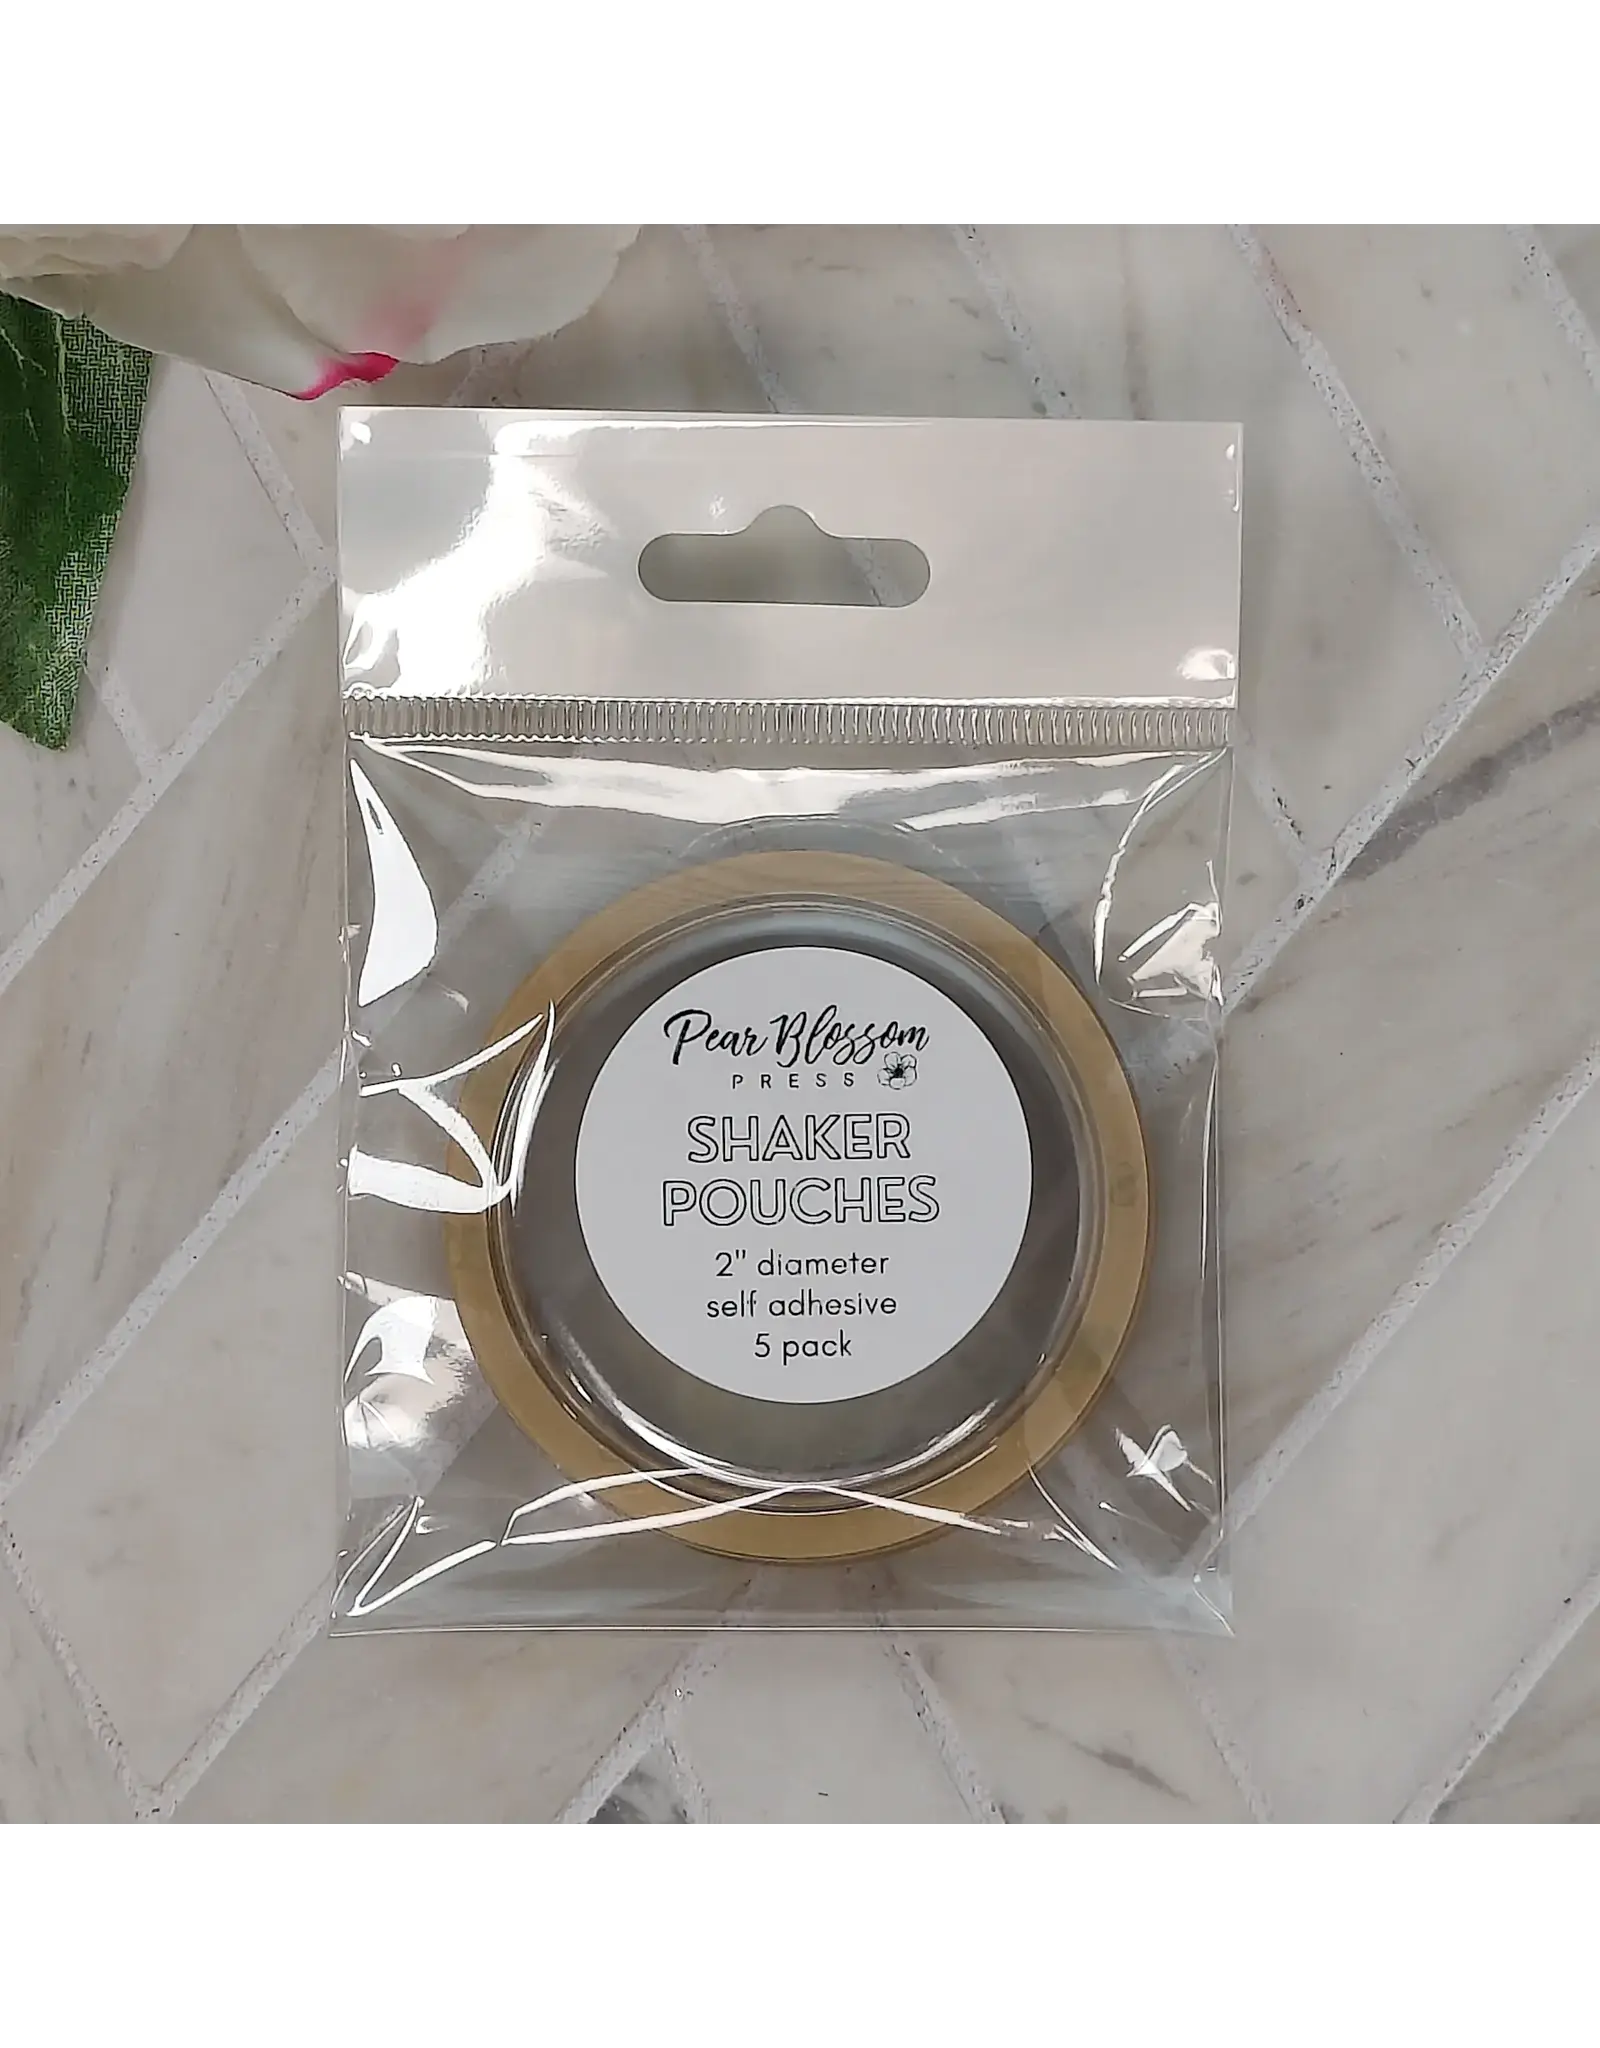 Pear Blossom
PRESS
SHAKER
POUCHES
2" diameter
self adhesive
5 pack